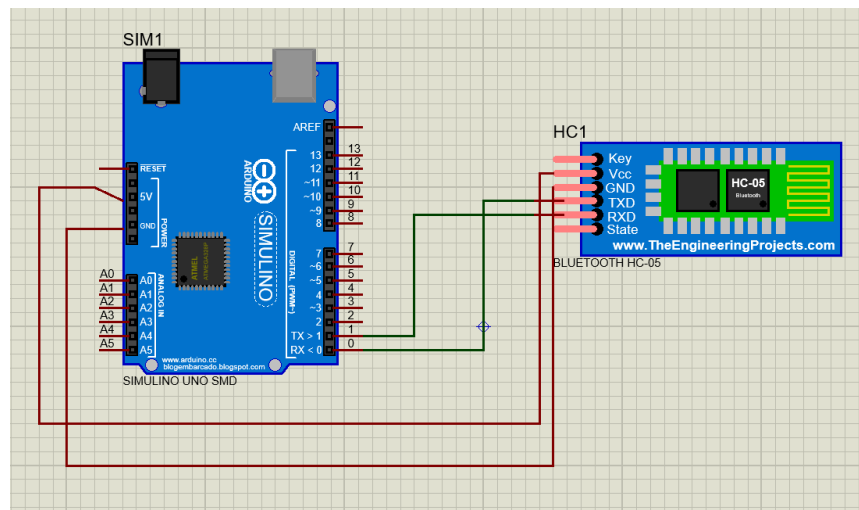 SIM1
AREF
13
13
12
12
~11
11
~10
10
~9
9
8
8
RESET
5V
GND
POWER
ARDUINO
SIMULINO
ATMEL
ATMEGA328P
DIGITAL (PWM~)
7
7
~6
6
~5
5
4
4
~3
3
2
2
TX > 1
1
RX < 0
0
ANALOG IN
A0
A0
A1
A1
A2
A2
A3
A3
A4
A4
A5
A5
www.arduino.cc
blogembarcado.blogspot.com
SIMULINO UNO SMD
HC1
Key
Vcc
GND
TXD
RXD
State
HC-05
Bluetooth
www.TheEngineeringProjects.com
BLUETOOTH HC-05